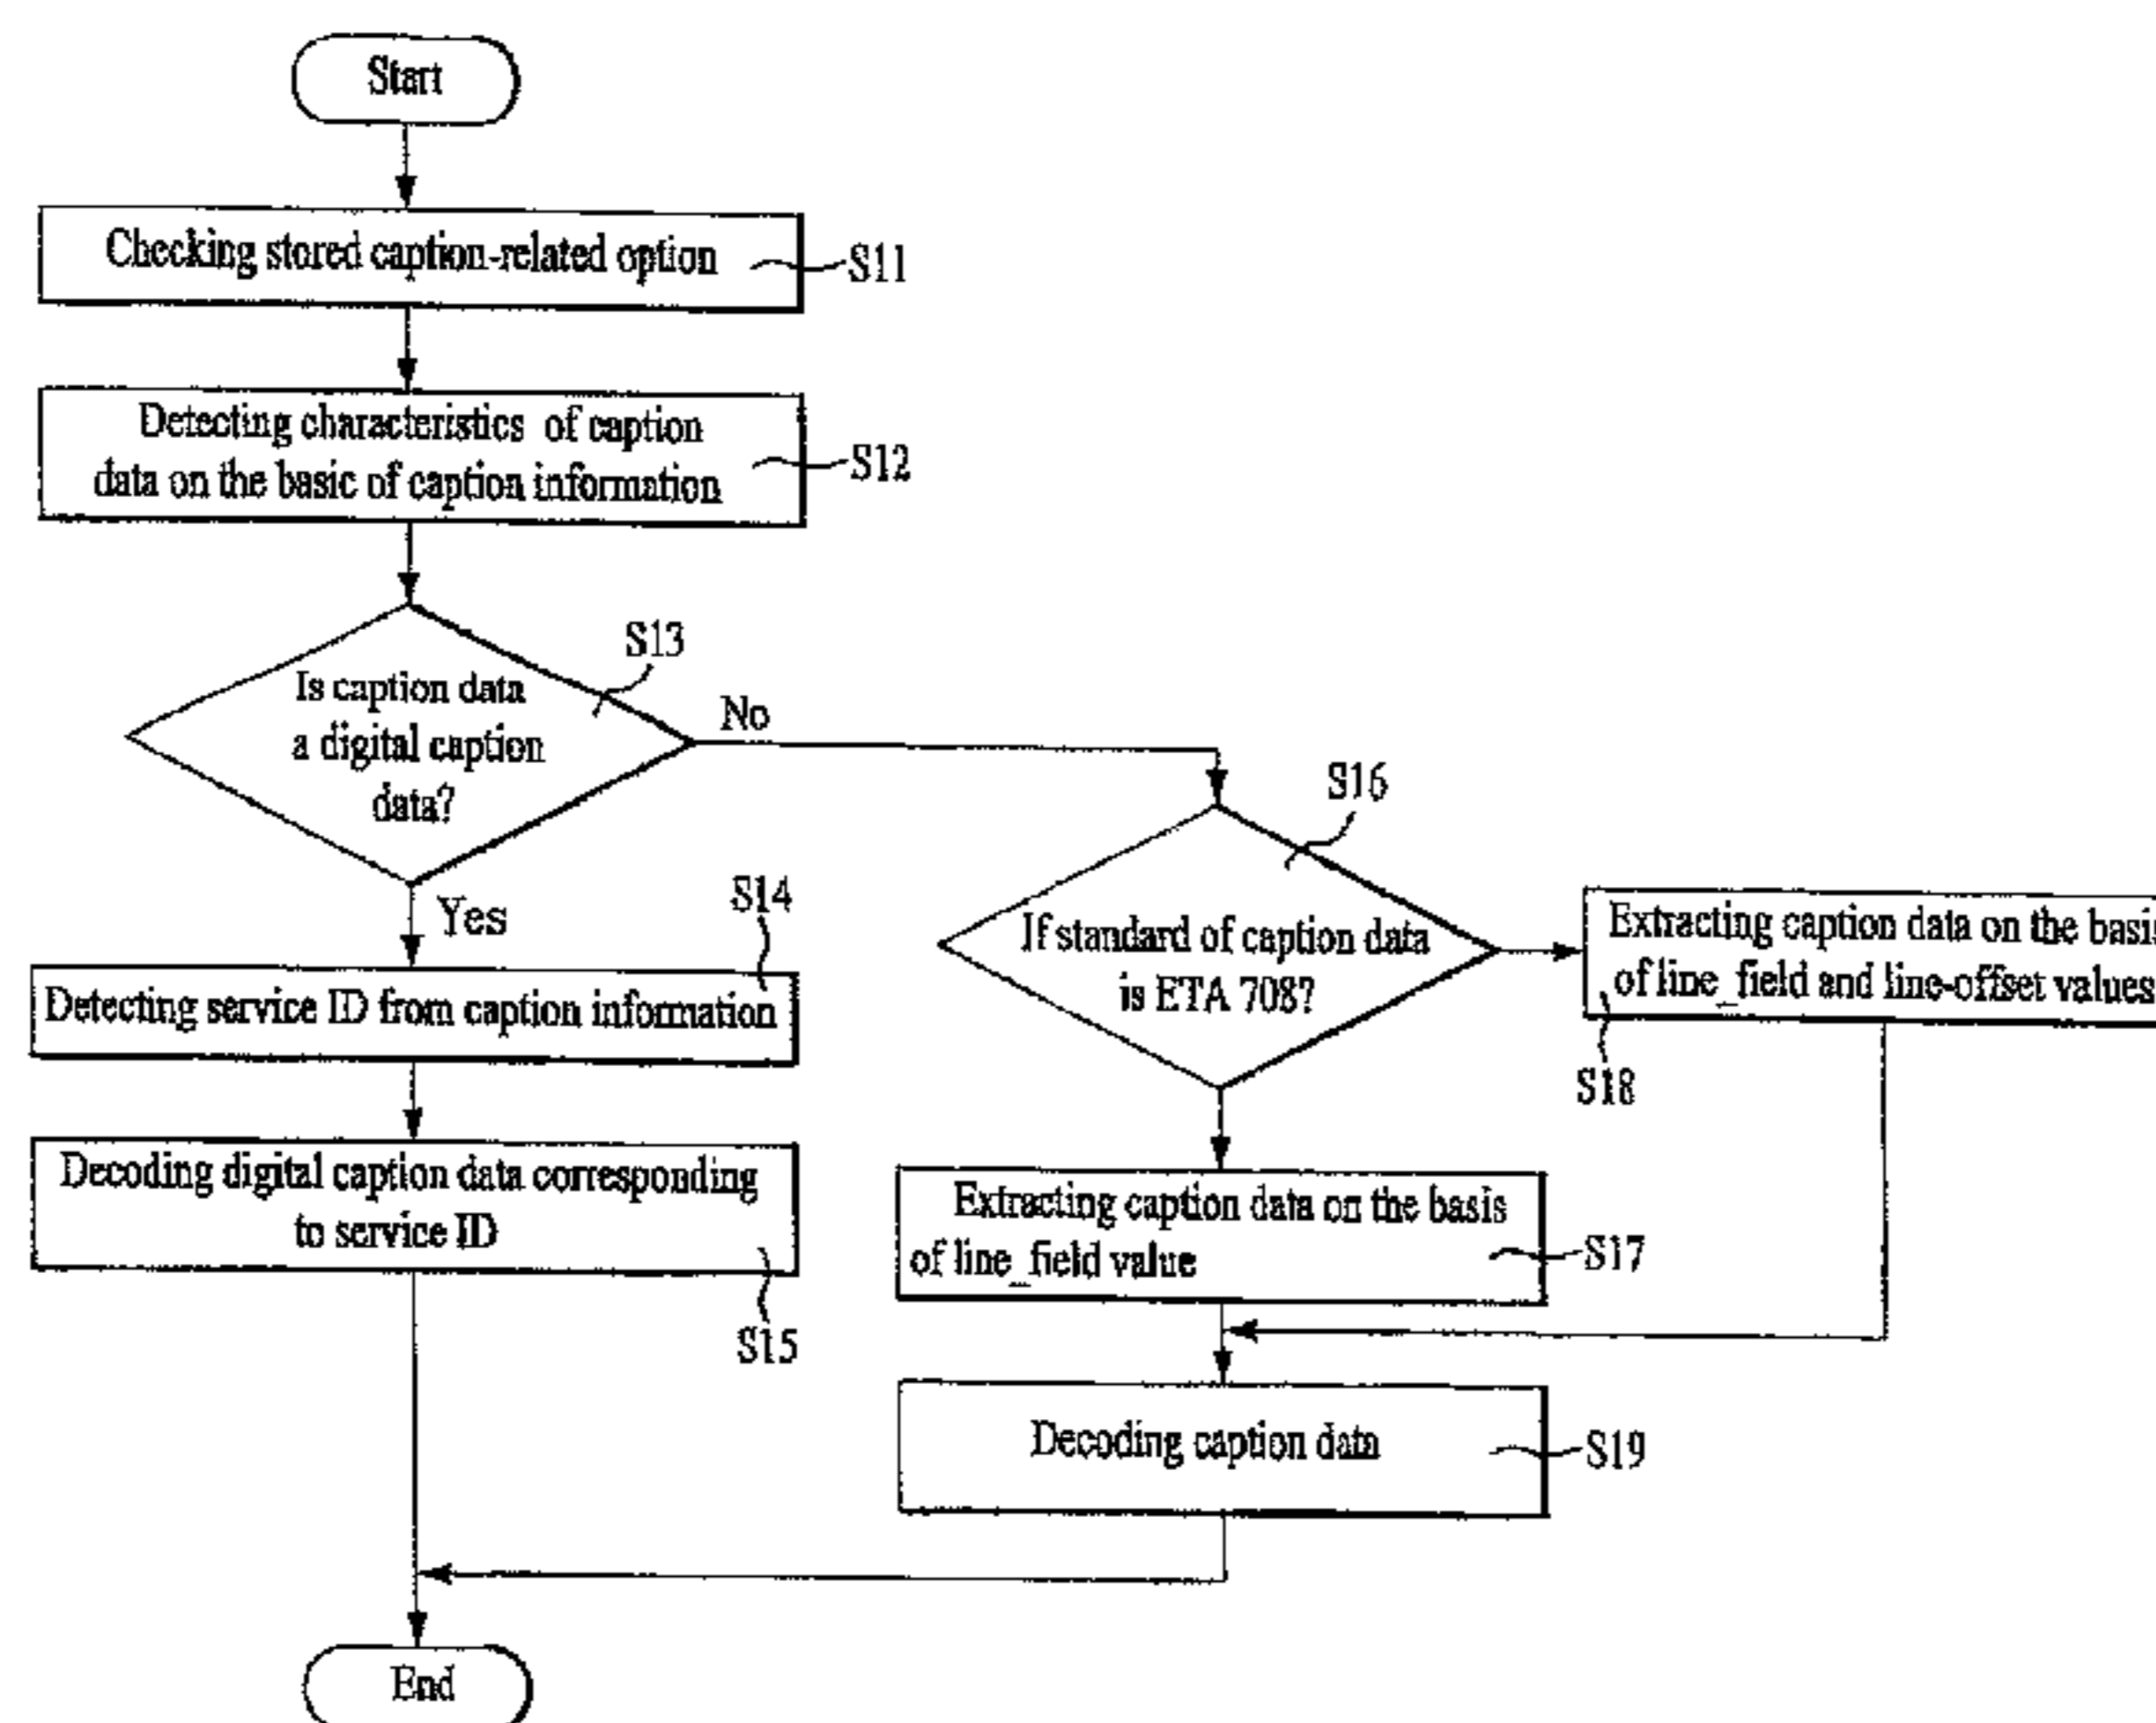 Start
Checking stored caption-related option
S11
Detecting characteristics of caption
data on the basic of caption information
S12
S13
Is caption data
a digital caption
data?
No
Yes
S14
Detecting service ID from caption information
Decoding digital caption data corresponding
to service ID
S15
S16
If standard of caption data
is ETA 708?
Extracting caption data on the basis
of line_field and line-offset values
S18
Extracting caption data on the basis
of line_field value
S17
Decoding caption data
S19
End